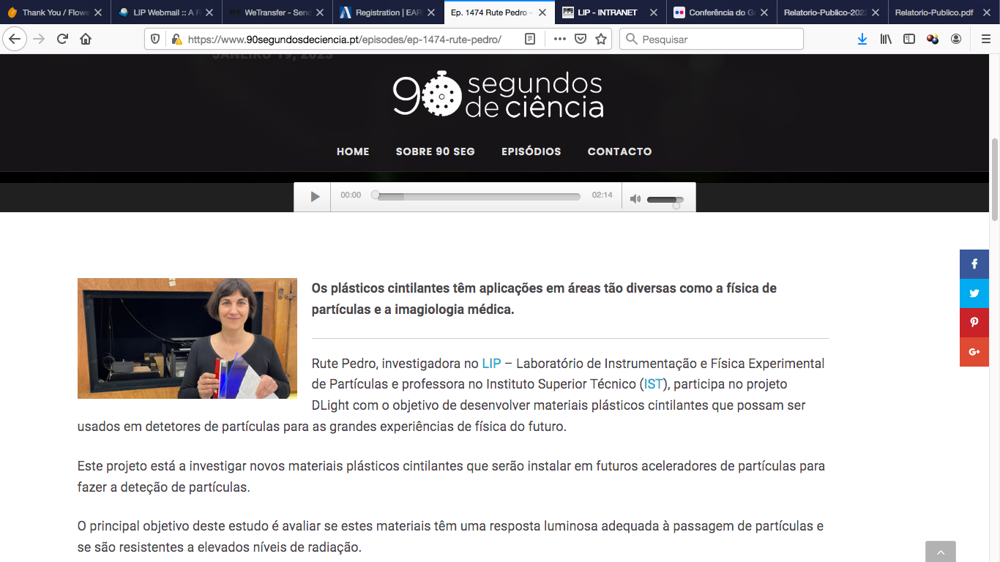 Thank You / Flowe
LIP Webmail :: A F
WeTransfer - Send
Registration | EAR
Ep. 1474 Rute Pedro –
LIP - INTRANET
Conferência do Gr
Relatorio-Publico-202
Relatorio-Publico.pdf
https://www.90segundosdeciencia.pt/episodes/ep-1474-rute-pedro/
Pesquisar
JANEIRO 19, 2023
90 segundos
de ciência
HOME SOBRE 90 SEG EPISÓDIOS CONTACTO
00:00 02:14
Os plásticos cintilantes têm aplicações em áreas tão diversas como a física de
partículas e a imagiologia médica.
Rute Pedro, investigadora no LIP – Laboratório de Instrumentação e Física Experimental
de Partículas e professora no Instituto Superior Técnico (IST), participa no projeto
DLight com o objetivo de desenvolver materiais plásticos cintilantes que possam ser
usados em detetores de partículas para as grandes experiências de física do futuro.
Este projeto está a investigar novos materiais plásticos cintilantes que serão instalar em futuros aceleradores de partículas para
fazer a deteção de partículas.
O principal objetivo deste estudo é avaliar se estes materiais têm uma resposta luminosa adequada à passagem de partículas e
se são resistentes a elevados níveis de radiação.